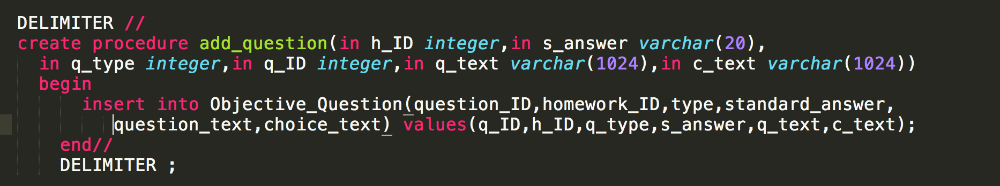 DELIMITER //
create procedure add_question(in h_ID integer,in s_answer varchar(20),
in q_type integer,in q_ID integer,in q_text varchar(1024),in c_text varchar(1024))
begin
insert into Objective_Question(question_ID,homework_ID,type,standard_answer,
question_text,choice_text) values(q_ID,h_ID,q_type,s_answer,q_text,c_text);
end//
DELIMITER ;